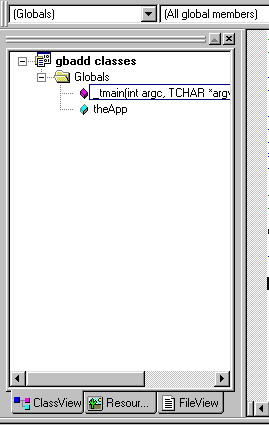 (Globals) (All global members)
gbadd classes
Globals
_tmain(int argc, TCHAR *argv
theApp
ClassView Resour... FileView